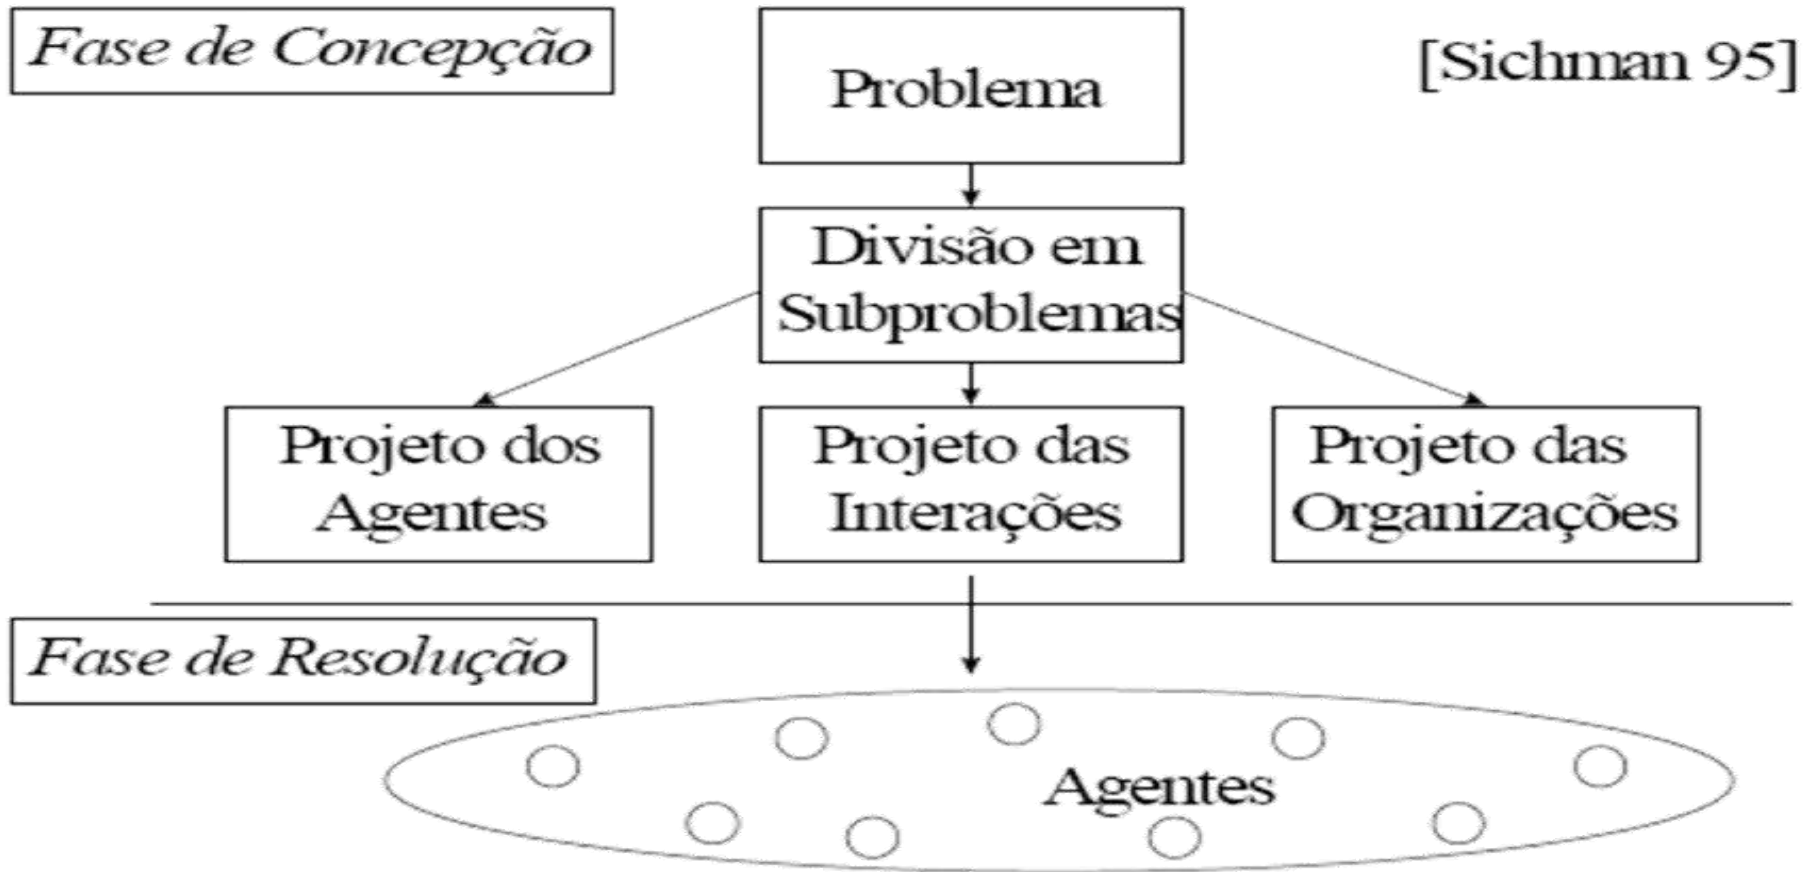 Fase de Concepção
Problema
[Sichman 95]
Divisão em
Subproblemas
Projeto dos
Agentes
Projeto das
Interações
Projeto das
Organizações
Fase de Resolução
Agentes